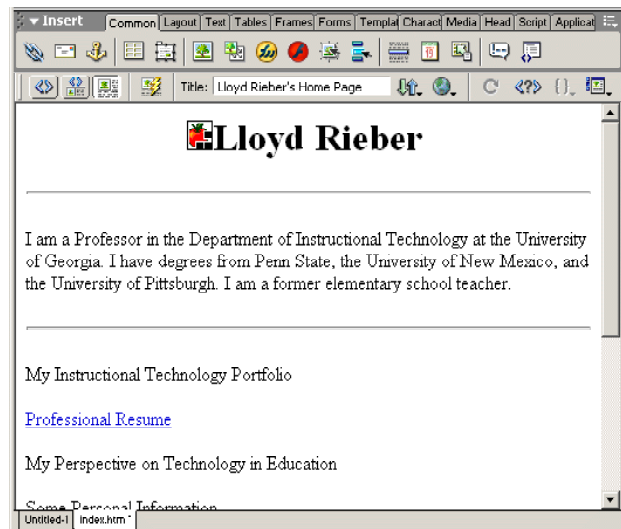 Insert Common Layout Text Tables Frames Forms Templat Charact Media Head Script Applicat
Title: Lloyd Rieber's Home Page
Lloyd Rieber
I am a Professor in the Department of Instructional Technology at the University
of Georgia. I have degrees from Penn State, the University of New Mexico, and
the University of Pittsburgh. I am a former elementary school teacher.
My Instructional Technology Portfolio
Professional Resume
My Perspective on Technology in Education
Some Personal Information
Untitled-1 index.htm*